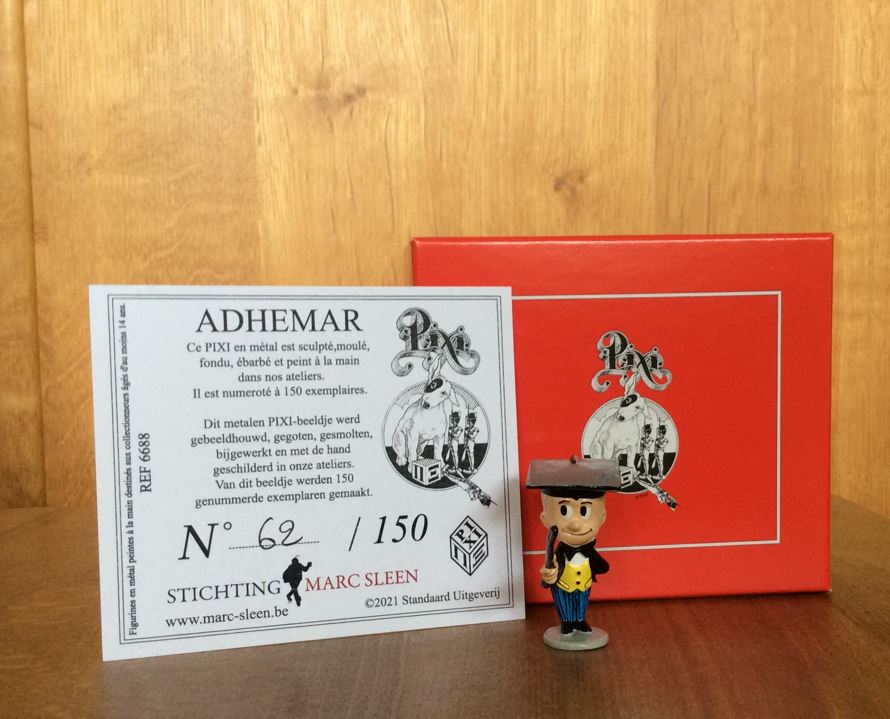 ADHEMAR
Ce PIXI en métal est sculpté,moulé,
fondu, ébarbé et peint à la main
dans nos ateliers.
Il est numeroté à 150 exemplaires.
Dit metalen PIXI-beeldje werd
gebeeldhouwd, gegoten, gesmolten,
bijgewerkt en met de hand
geschilderd in onze ateliers.
Van dit beeldje werden 150
genummerde exemplaren gemaakt.
N° 62 / 150
STICHTING MARC SLEEN
www.marc-sleen.be
©2021 Standaard Uitgeverij
Figurines en métal peintes à la main destinés aux collectionneurs âgés d'au moins 14 ans.
REF 6688
Pixi
PIXI
Pixi